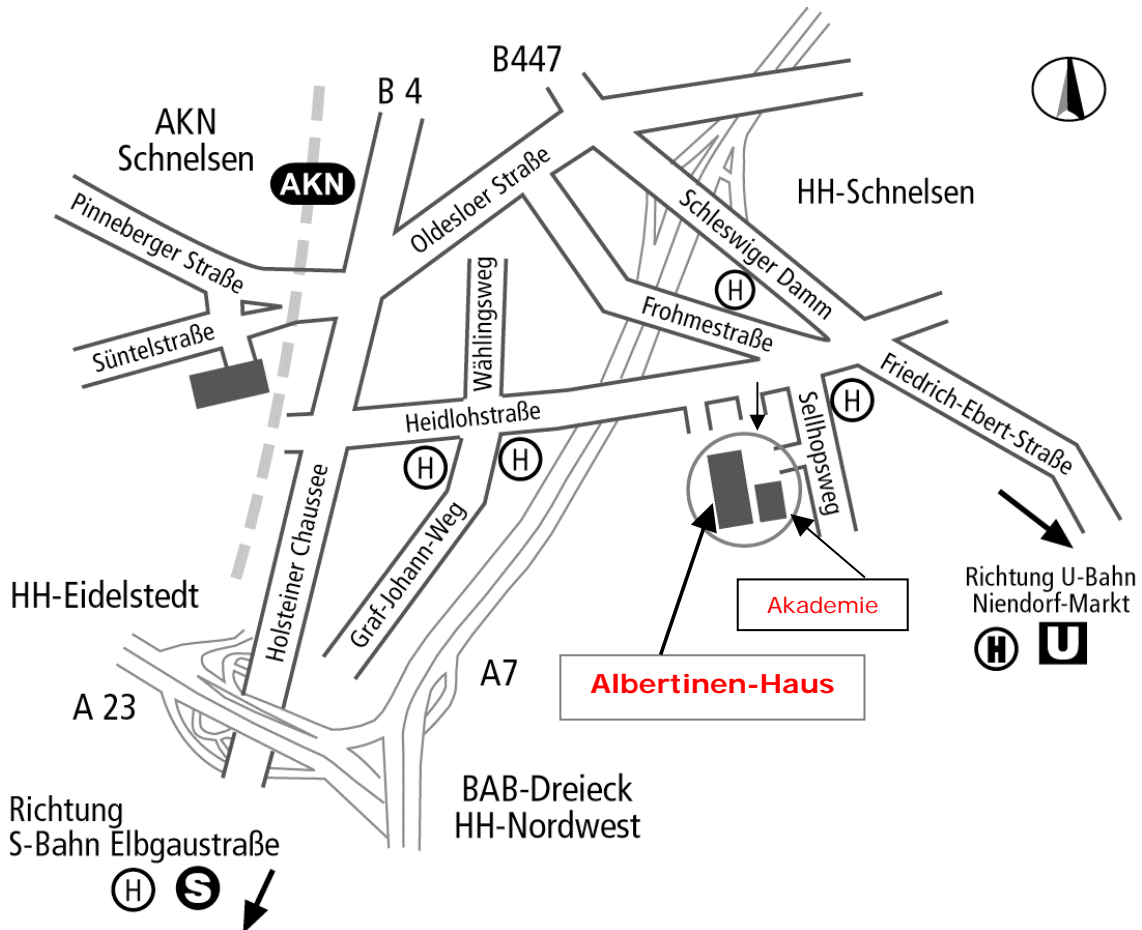 B447
B 4
AKN
Schnelsen
AKN
HH-Schnelsen
Pinneberger Straße
Oldesloer Straße
Schleswiger Damm
Süntelstraße
Wählingsweg
H
Frohmestraße
Heidlohstraße
H
H
H
Sellhopsweg
Friedrich-Ebert-Straße
Holsteiner Chaussee
Graf-Johann-Weg
HH-Eidelstedt
Akademie
Richtung U-Bahn
Niendorf-Markt
H U
Albertinen-Haus
A7
A 23
BAB-Dreieck
HH-Nordwest
Richtung
S-Bahn Elbgaustraße
H S